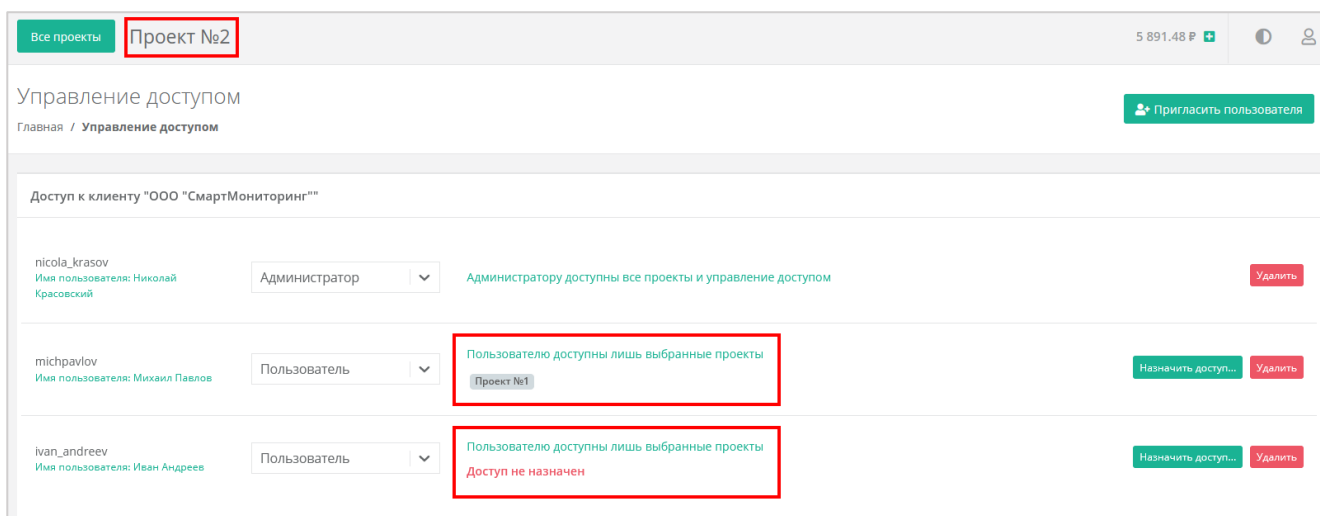 Все проекты
Проект №2
5 891.48 ₽
Управление доступом
Пригласить пользователя
Главная / Управление доступом
Доступ к клиенту "ООО "СмартМониторинг""
nicola_krasov
Имя пользователя: Николай
Красовский
Администратор
Администратору доступны все проекты и управление доступом
Удалить
michpavlov
Имя пользователя: Михаил Павлов
Пользователь
Пользователю доступны лишь выбранные проекты
Проект №1
Назначить доступ...
Удалить
ivan_andreev
Имя пользователя: Иван Андреев
Пользователь
Пользователю доступны лишь выбранные проекты
Доступ не назначен
Назначить доступ...
Удалить